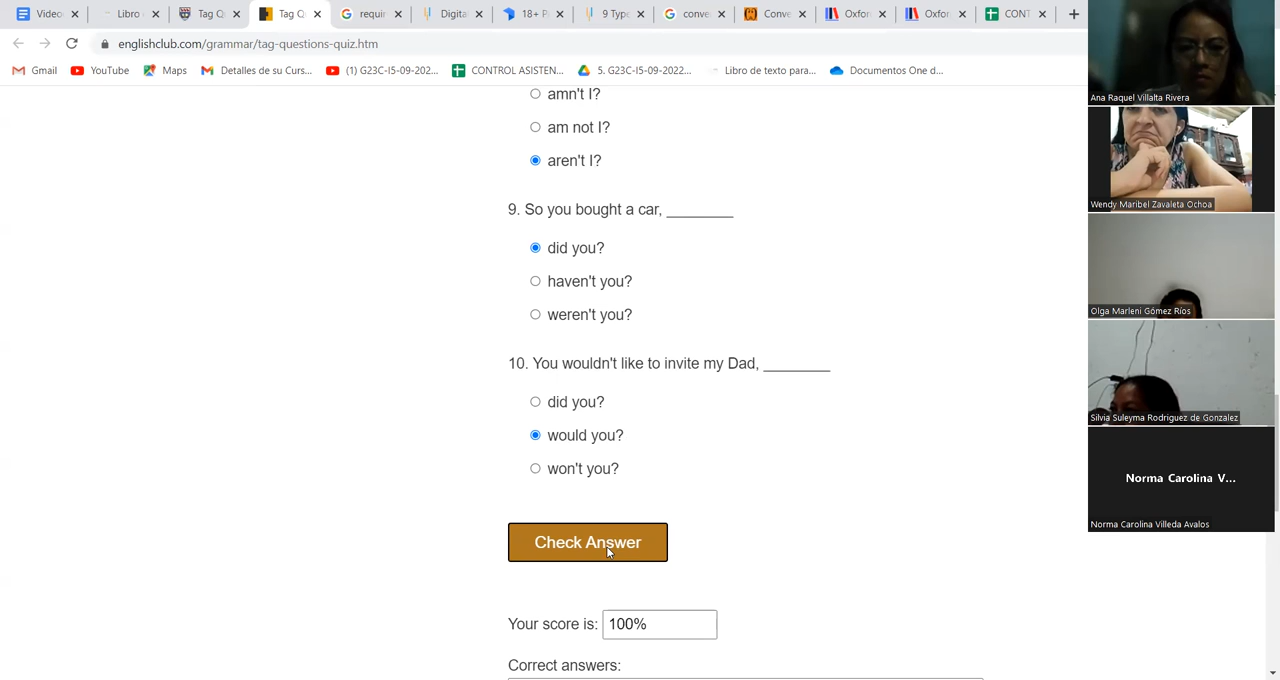 Video
Libro
Tag Q
Tag Q
requir
Digita
18+ P
9 Type
conve
Conve
Oxfor
Oxfor
CONT
englishclub.com/grammar/tag-questions-quiz.htm
Gmail
YouTube
Maps
Detalles de su Curs...
(1) G23C-I5-09-202...
CONTROL ASISTEN...
5. G23C-I5-09-2022...
Libro de texto para...
Documentos One d...
amn't I?
am not I?
aren't I?
9. So you bought a car, ________
did you?
haven't you?
weren't you?
10. You wouldn't like to invite my Dad, ________
did you?
would you?
won't you?
Check Answer
Your score is: 100%
Correct answers:
Ana Raquel Villalta Rivera
Wendy Maribel Zavaleta Ochoa
Olga Marleni Gómez Ríos
Silvia Suleyma Rodriguez de Gonzalez
Norma Carolina V...
Norma Carolina Villeda Avalos